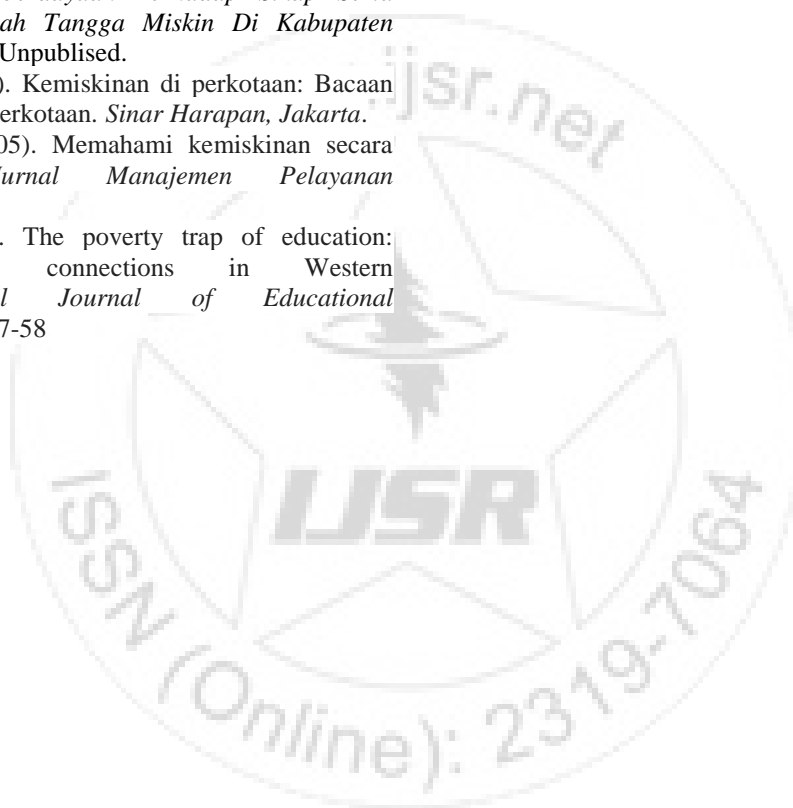 ah Tangga Miskin Di Kabupaten
Unpublised.
). Kemiskinan di perkotaan: Bacaan
erkotaan. Sinar Harapan, Jakarta.
05). Memahami kemiskinan secara
urnal Manajemen Pelayanan
. The poverty trap of education:
connections in Western
l Journal of Educational
7-58
.ijsr.net
IJSR
ISSN (Online): 2319-7064